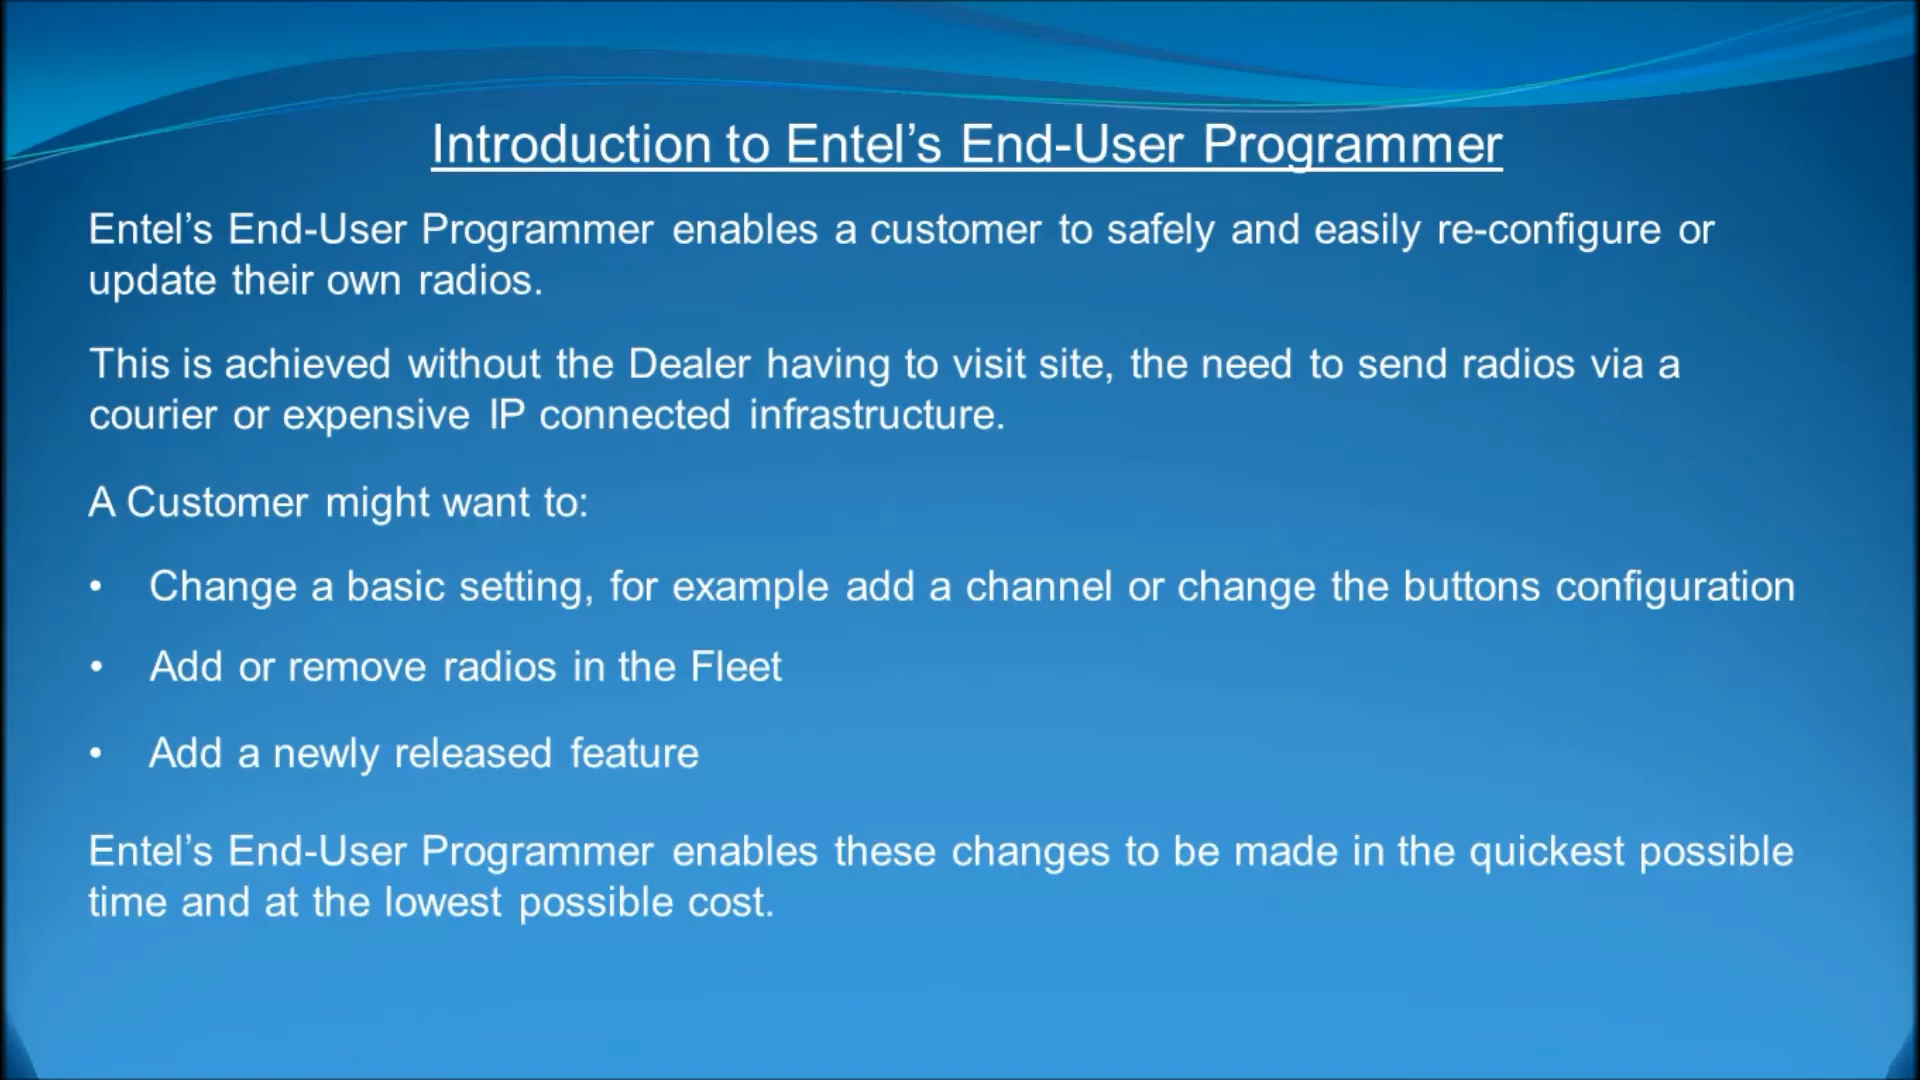 Introduction to Entel’s End-User Programmer
Entel’s End-User Programmer enables a customer to safely and easily re-configure or
update their own radios.
This is achieved without the Dealer having to visit site, the need to send radios via a
courier or expensive IP connected infrastructure.
A Customer might want to:
• Change a basic setting, for example add a channel or change the buttons configuration
• Add or remove radios in the Fleet
• Add a newly released feature
Entel’s End-User Programmer enables these changes to be made in the quickest possible
time and at the lowest possible cost.